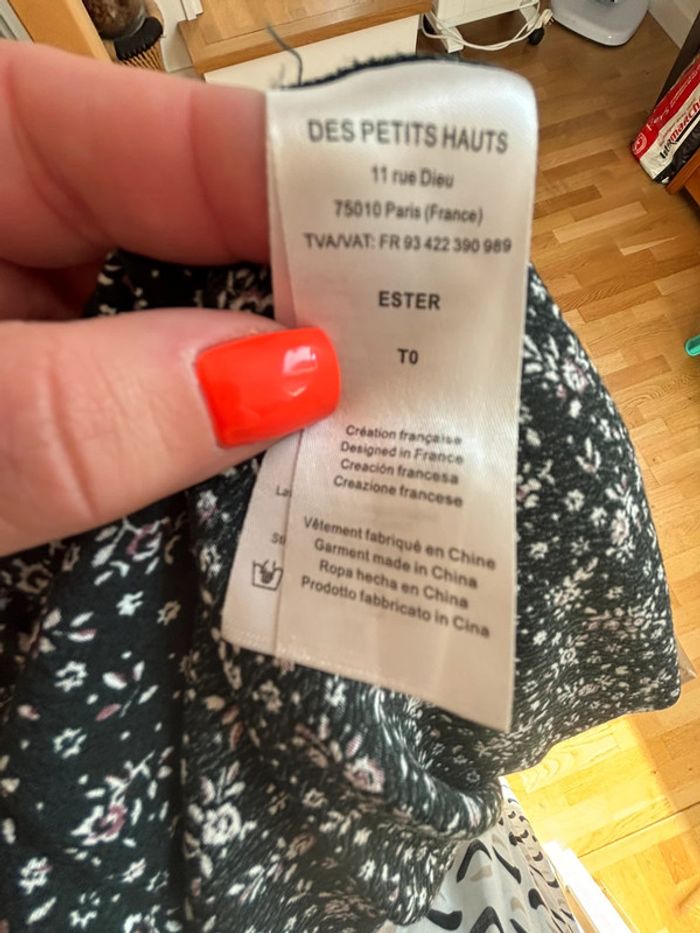 DES PETITS HAUTS
11 rue Dieu
75010 Paris (France)
TVA/VAT: FR 93 422 390 989
ESTER
T0
Création française
Designed in France
Creación francesa
Creazione francese
Vêtement fabriqué en Chine
Garment made in China
Ropa hecha en China
Prodotto fabbricato in Cina